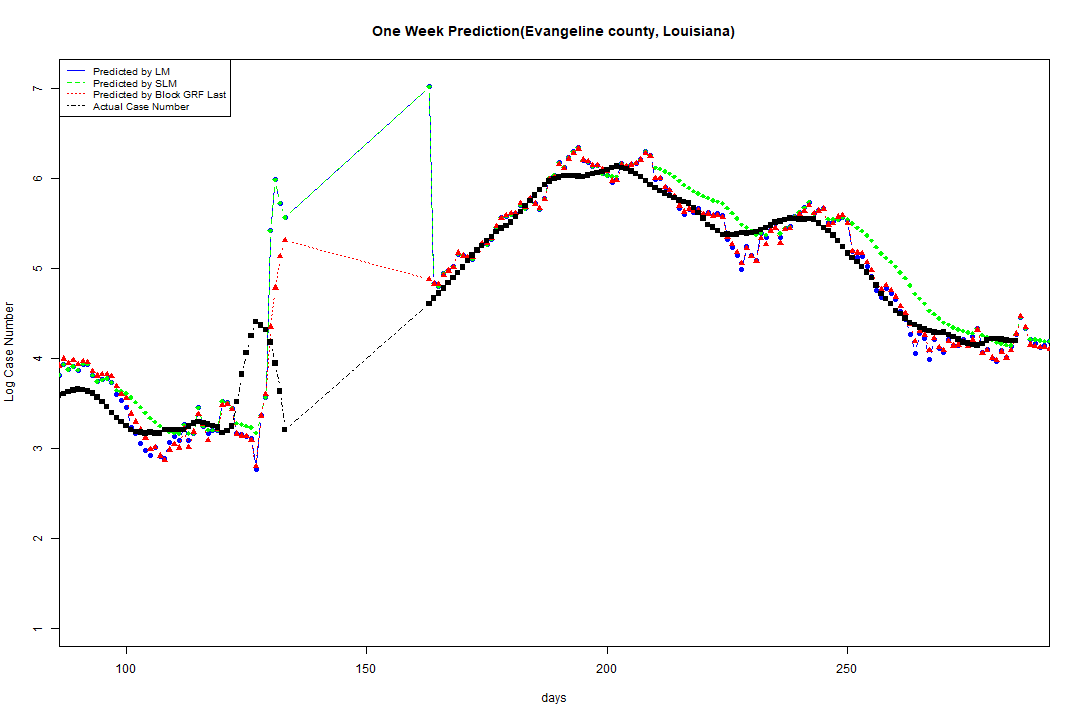 One Week Prediction(Evangeline county, Louisiana)
Predicted by LM
Predicted by SLM
Predicted by Block GRF Last
Actual Case Number
Log Case Number
7
6
5
4
3
2
1
100
150
200
250
days